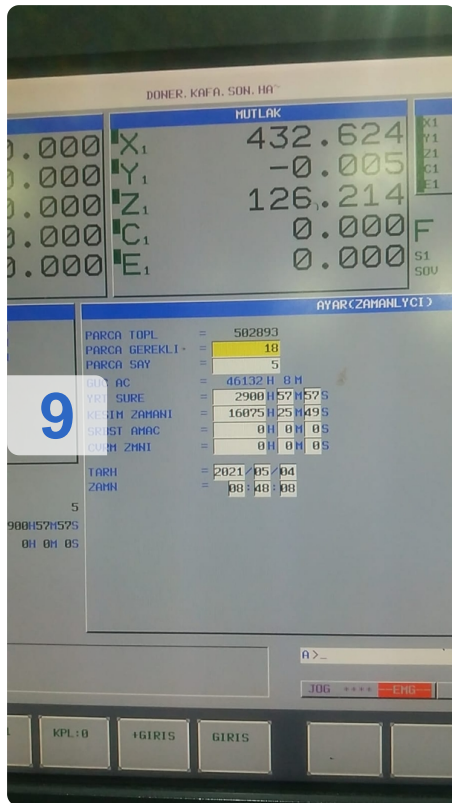 DONER.KAFA.SON.HA~
MUTLAK
.000 X1 432.624
.000 Y1 -0.005
.000 Z1 126.214
.000 C1 0.000 F
.000 E1 0.000
X1
Y1
Z1
C1
E1
S1
SOV
AYAR(ZAMANLYCI)
PARCA TOPL = 502893
PARCA GEREKLI = 18
PARCA SAY = 5
GUC AC = 46132 H 8 M
YRT SURE = 2900 H 57 M 57 S
KESIM ZAMANI = 16075 H 25 M 49 S
SRBST AMAC = 0 H 0 M 0 S
CVRM ZMNI = 0 H 0 M 0 S
TARH = 2021/05/04
ZAMN = 08:48:08
9
5
900H57M57S
0H 0M 0S
A>_
JOG **** --EMG--
KPL:0 +GIRIS GIRIS